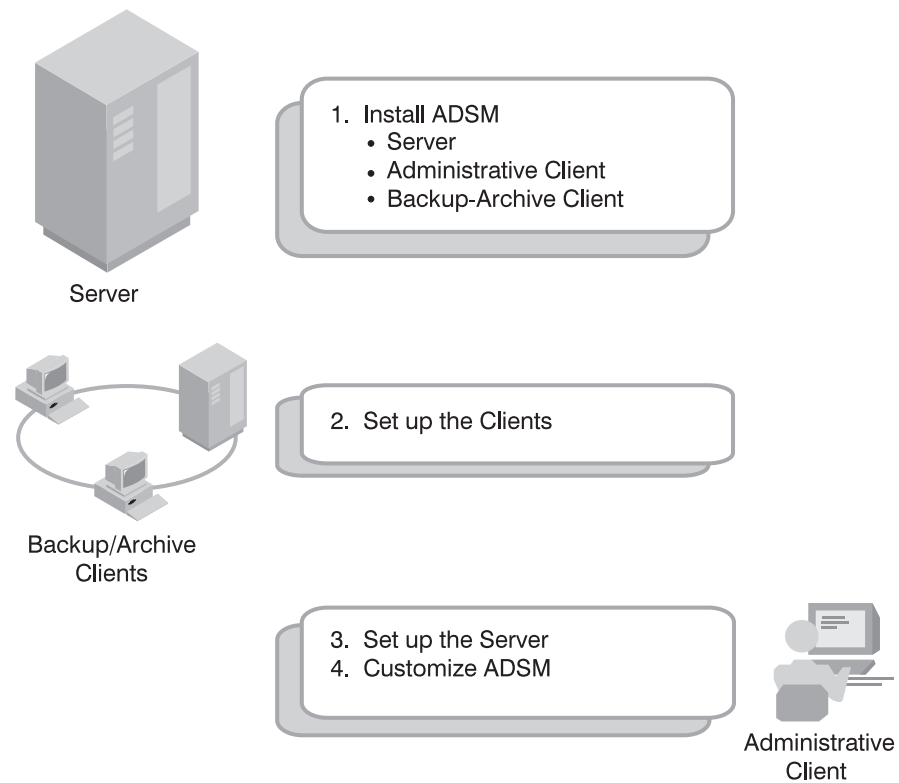 1. Install ADSM
• Server
• Administrative Client
• Backup-Archive Client
Server
2. Set up the Clients
Backup/Archive
Clients
3. Set up the Server
4. Customize ADSM
Administrative
Client